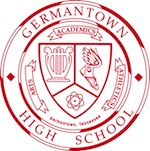 GERMANTOWN
ACADEMICS
ARTS
ATHLETICS
Germantown, Tennessee
HIGH SCHOOL